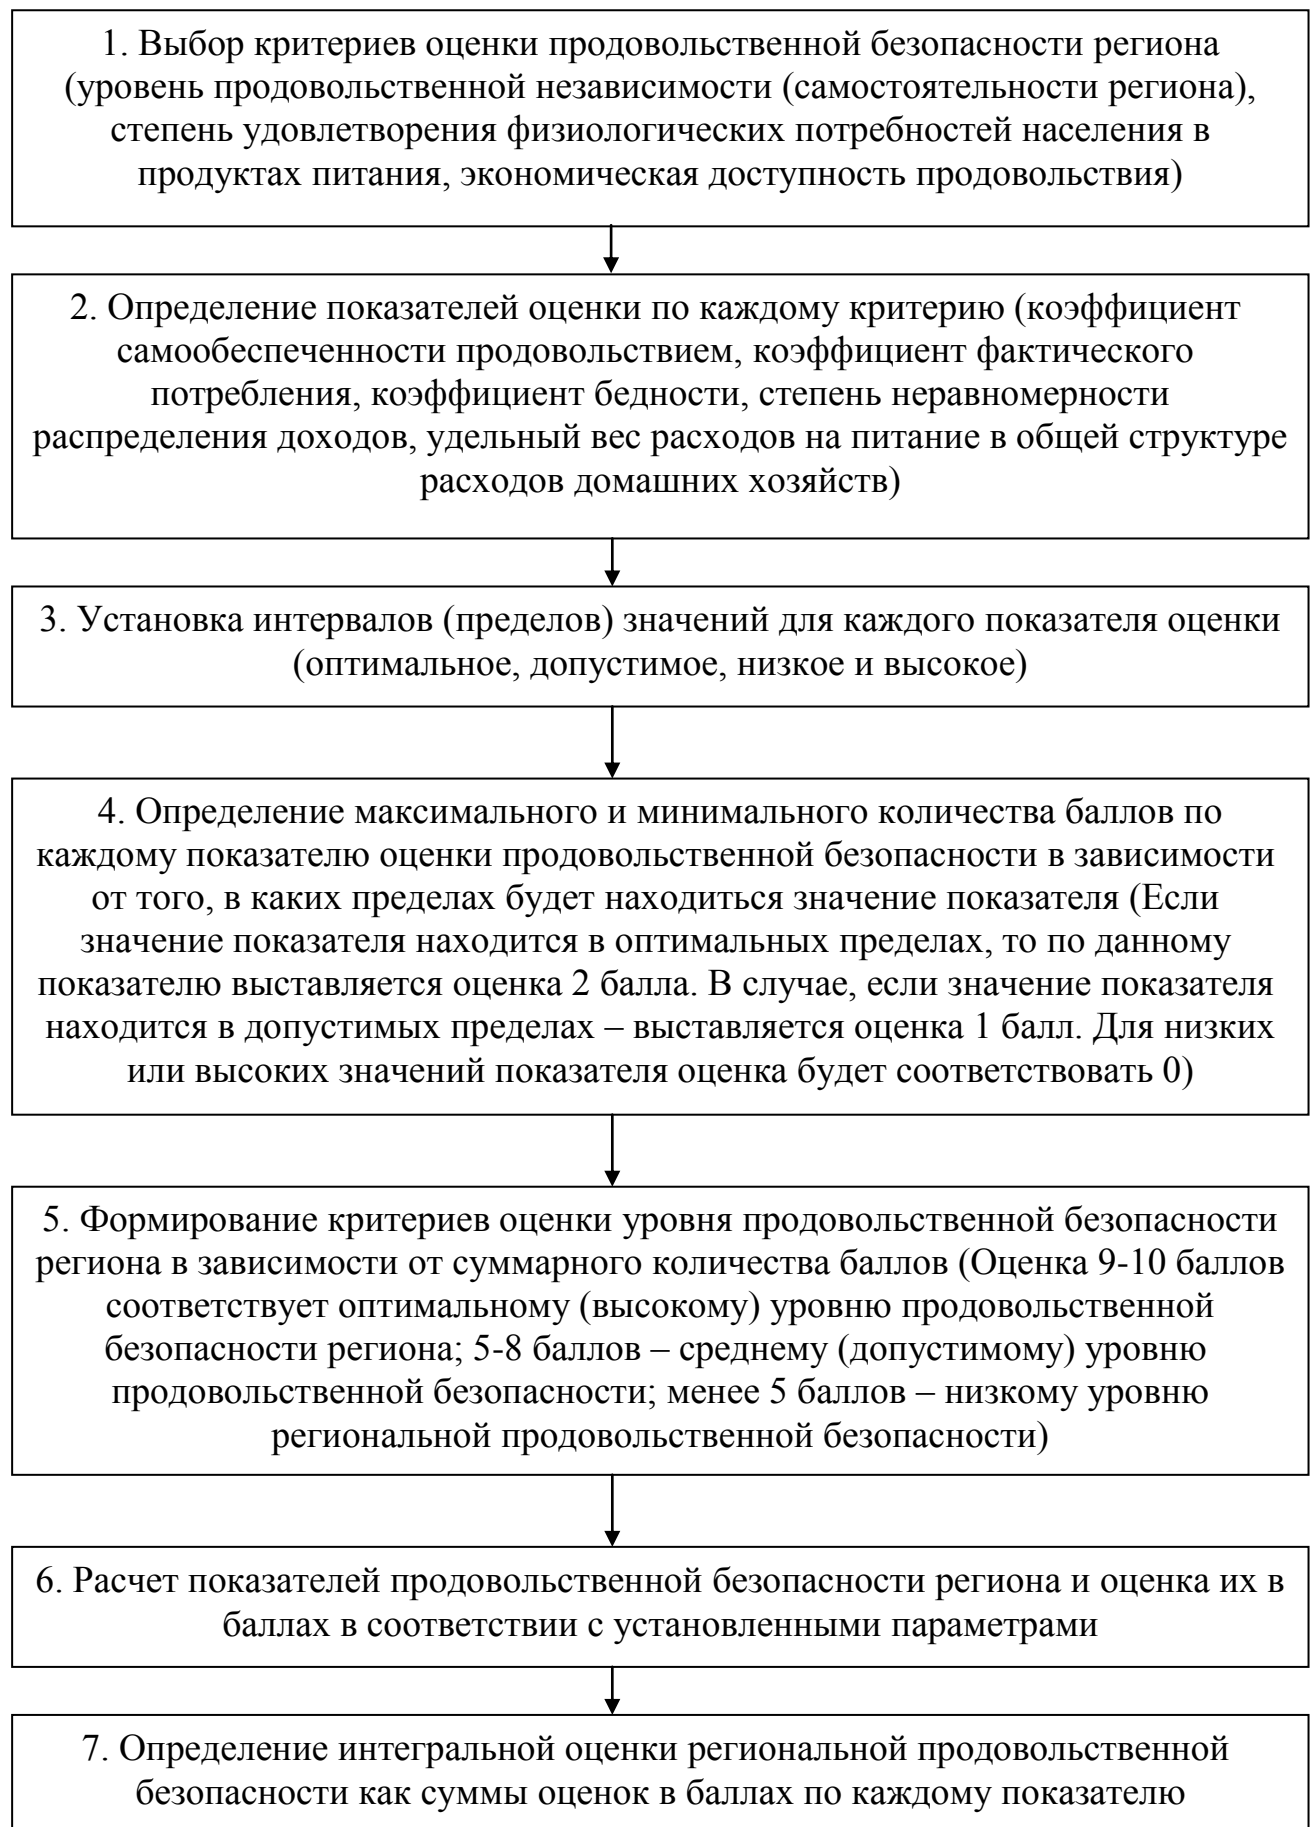 1. Выбор критериев оценки продовольственной безопасности региона
(уровень продовольственной независимости (самостоятельности региона),
степень удовлетворения физиологических потребностей населения в
продуктах питания, экономическая доступность продовольствия)
2. Определение показателей оценки по каждому критерию (коэффициент
самообеспеченности продовольствием, коэффициент фактического
потребления, коэффициент бедности, степень неравномерности
распределения доходов, удельный вес расходов на питание в общей структуре
расходов домашних хозяйств)
3. Установка интервалов (пределов) значений для каждого показателя оценки
(оптимальное, допустимое, низкое и высокое)
4. Определение максимального и минимального количества баллов по
каждому показателю оценки продовольственной безопасности в зависимости
от того, в каких пределах будет находиться значение показателя (Если
значение показателя находится в оптимальных пределах, то по данному
показателю выставляется оценка 2 балла. В случае, если значение показателя
находится в допустимых пределах – выставляется оценка 1 балл. Для низких
или высоких значений показателя оценка будет соответствовать 0)
5. Формирование критериев оценки уровня продовольственной безопасности
региона в зависимости от суммарного количества баллов (Оценка 9-10 баллов
соответствует оптимальному (высокому) уровню продовольственной
безопасности региона; 5-8 баллов – среднему (допустимому) уровню
продовольственной безопасности; менее 5 баллов – низкому уровню
региональной продовольственной безопасности)
6. Расчет показателей продовольственной безопасности региона и оценка их в
баллах в соответствии с установленными параметрами
7. Определение интегральной оценки региональной продовольственной
безопасности как суммы оценок в баллах по каждому показателю